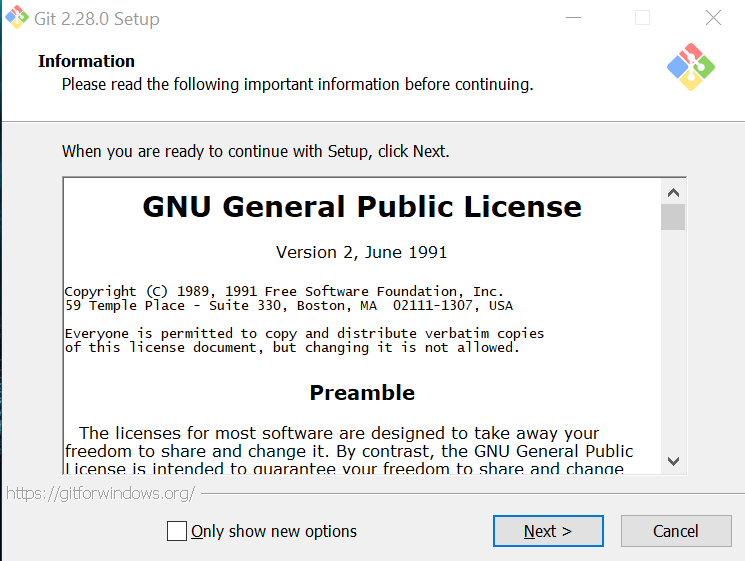 Git 2.28.0 Setup
Information
Please read the following important information before continuing.
When you are ready to continue with Setup, click Next.
GNU General Public License
Version 2, June 1991
Copyright (C) 1989, 1991 Free Software Foundation, Inc.
59 Temple Place - Suite 330, Boston, MA  02111-1307, USA
Everyone is permitted to copy and distribute verbatim copies
of this license document, but changing it is not allowed.
Preamble
The licenses for most software are designed to take away your
freedom to share and change it. By contrast, the GNU General Public
License is intended to guarantee your freedom to share and change
https://gitforwindows.org/
Only show new options
Next >
Cancel